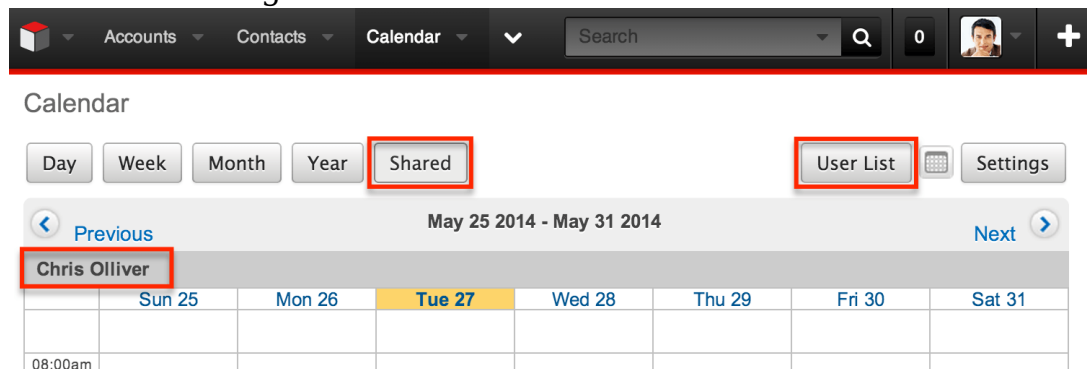 Accounts Contacts Calendar Search 0
Calendar
Day Week Month Year Shared User List Settings
Previous May 25 2014 - May 31 2014 Next
Chris Olliver
Sun 25 Mon 26 Tue 27 Wed 28 Thu 29 Fri 30 Sat 31
08:00am